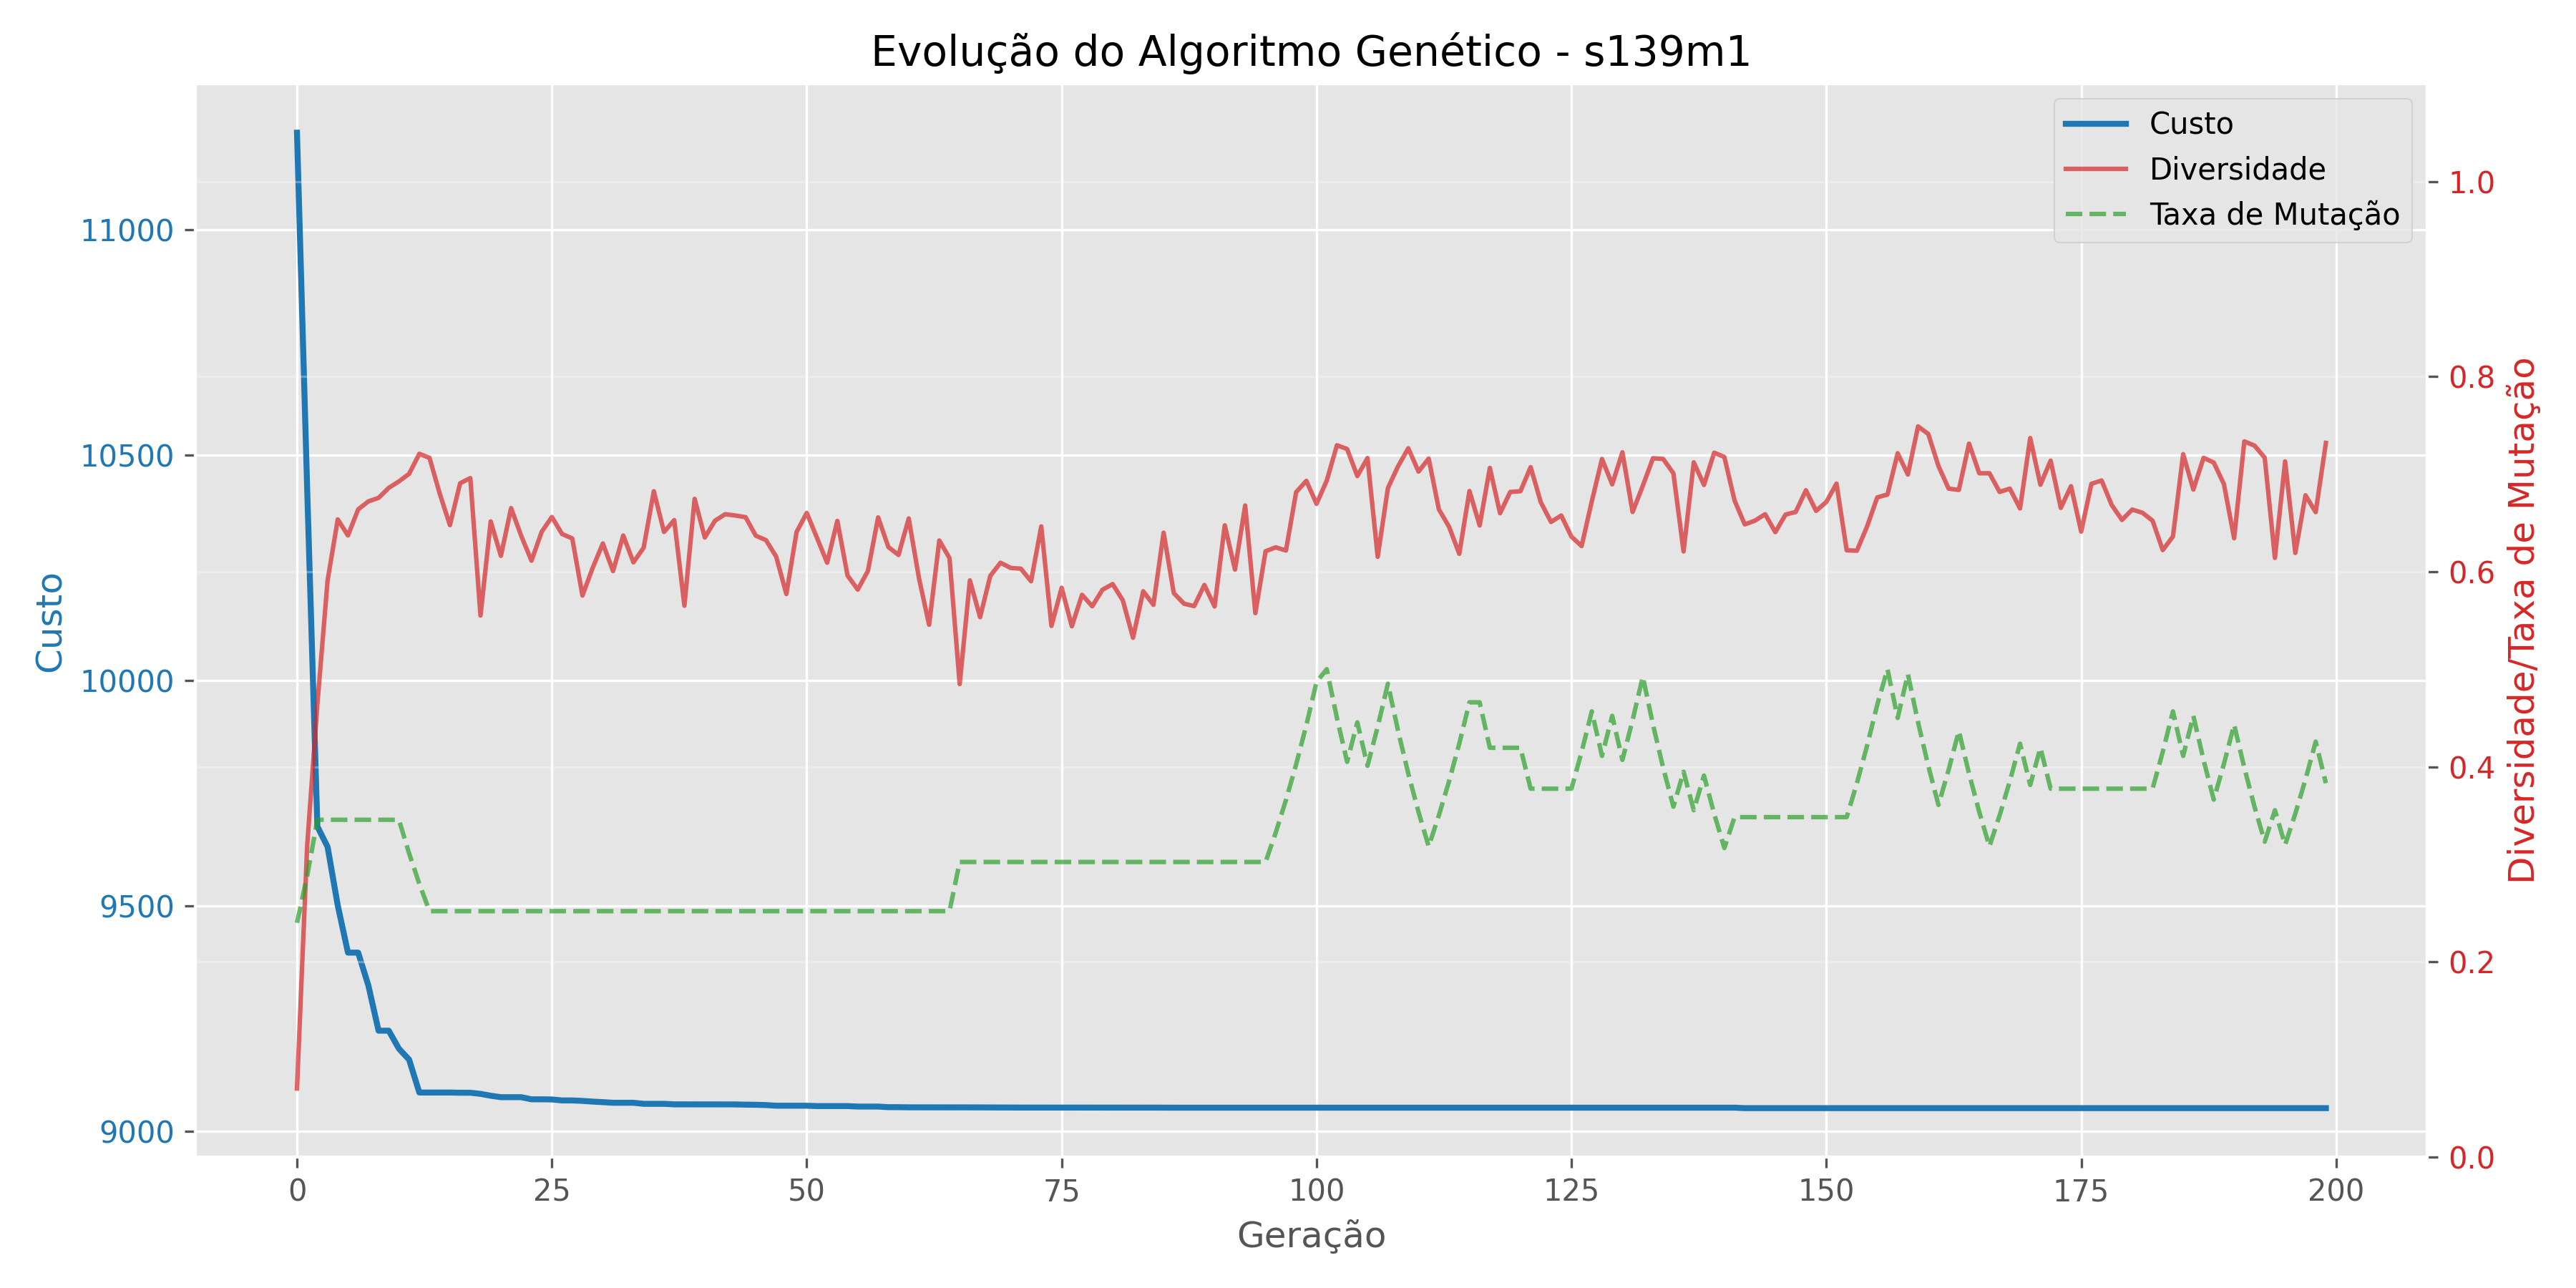 Evolução do Algoritmo Genético - s139m1
Custo
Diversidade
Taxa de Mutação
11000
10500
10000
9500
9000
Custo
1.0
0.8
0.6
0.4
0.2
0.0
Diversidade/Taxa de Mutação
0 25 50 75 100 125 150 175 200
Geração